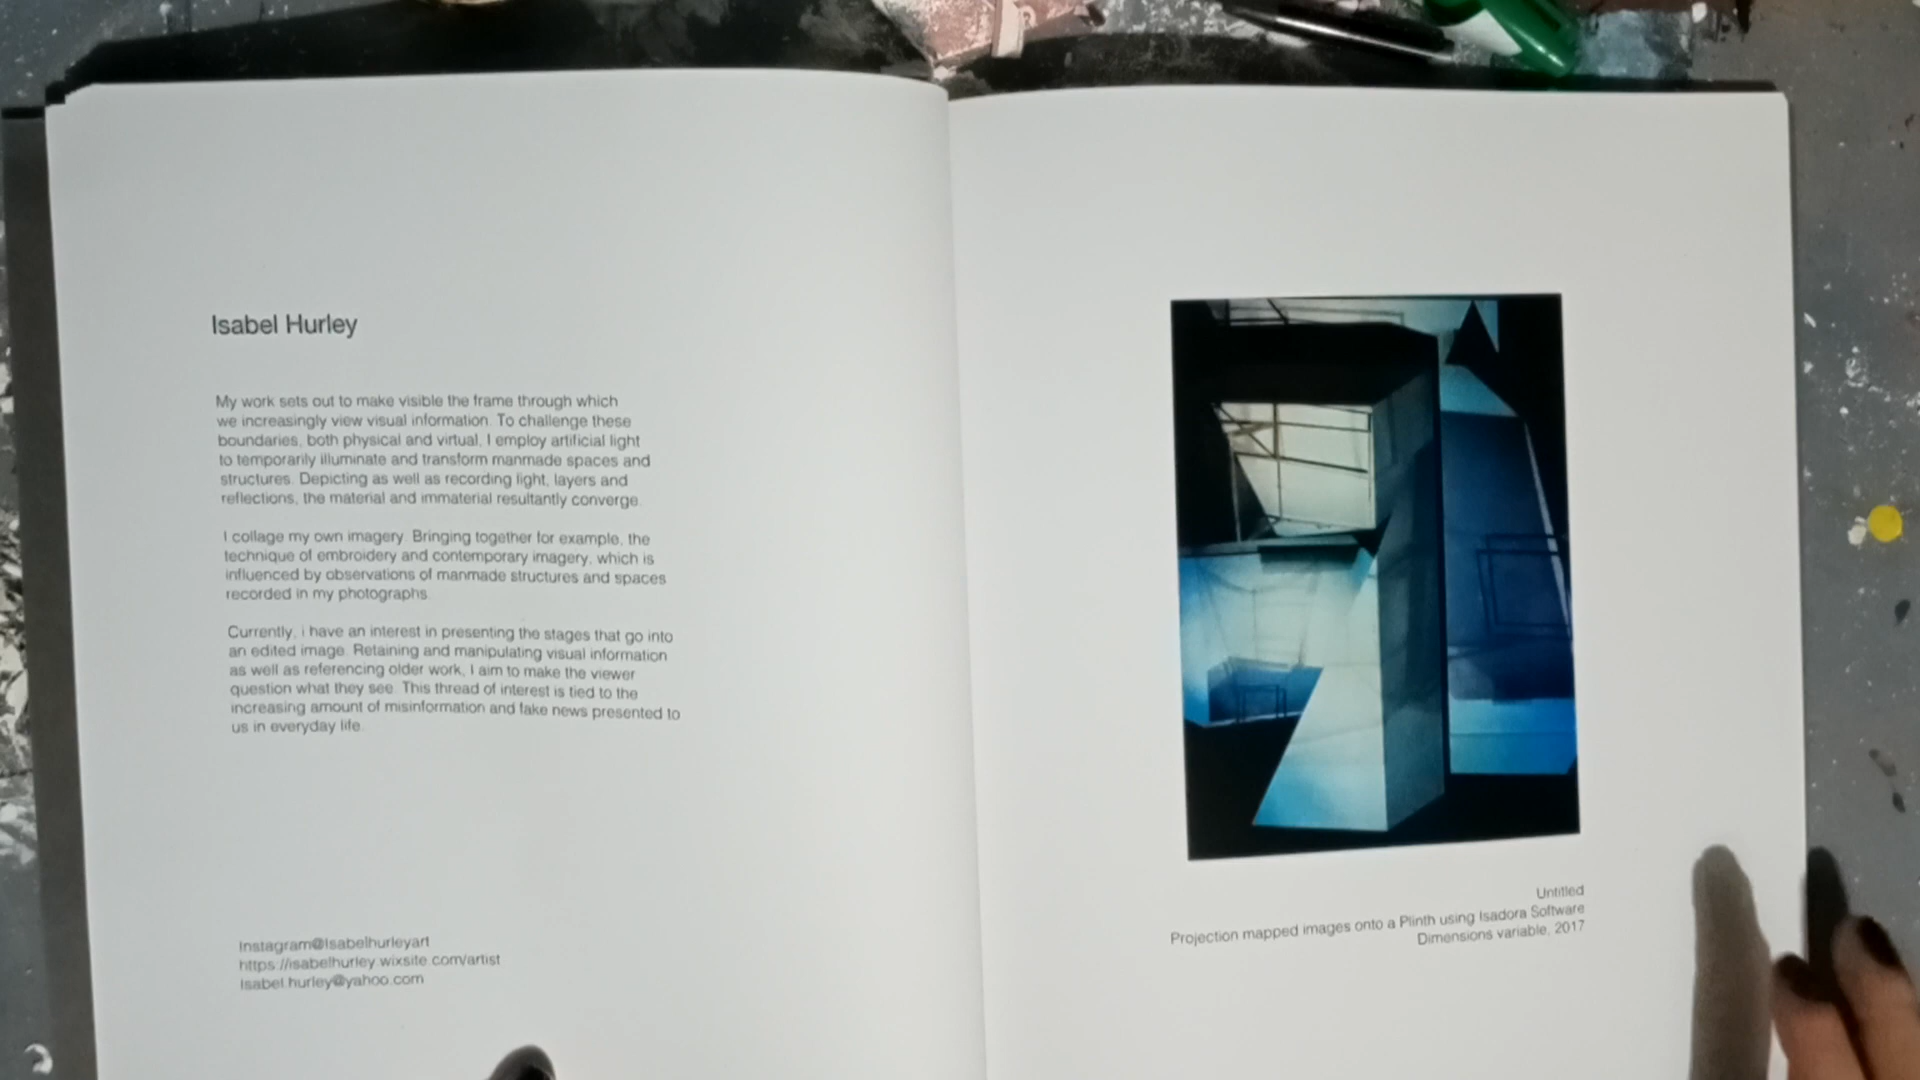 Isabel Hurley
My work sets out to make visible the frame through which
we increasingly view visual information. To challenge these
boundaries, both physical and virtual, I employ artificial light
to temporarily illuminate and transform manmade spaces and
structures. Depicting as well as recording light, layers and
reflections, the material and immaterial resultantly converge.
I collage my own imagery. Bringing together for example, the
technique of embroidery and contemporary imagery, which is
influenced by observations of manmade structures and spaces
recorded in my photographs.
Currently, i have an interest in presenting the stages that go into
an edited image. Retaining and manipulating visual information
as well as referencing older work, I aim to make the viewer
question what they see. This thread of interest is tied to the
increasing amount of misinformation and fake news presented to
us in everyday life.
Instagram@Isabelhurleyart
https://isabelhurley.wixsite.com/artist
Isabel.hurley@yahoo.com
Untitled
Projection mapped images onto a Plinth using Isadora Software
Dimensions variable, 2017